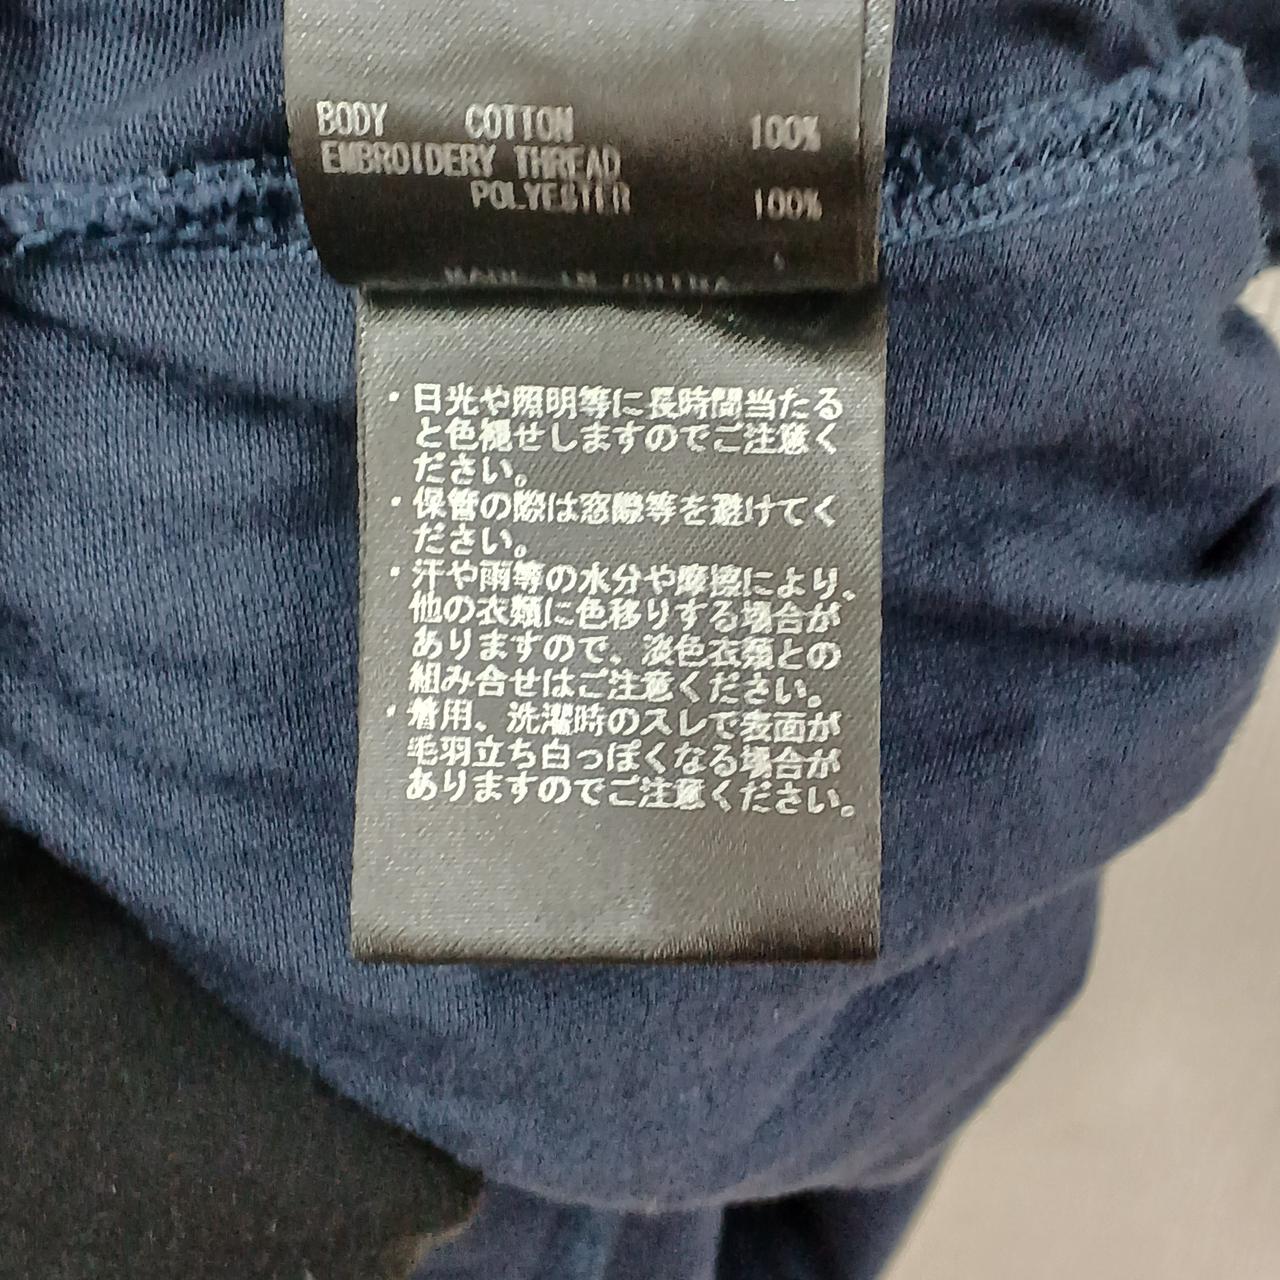 BODY COTTON 100%
EMBROIDERY THREAD
POLYESTER 100%
MADE IN CHINA
・日光や照明等に長時間当たる
と色褪せしますのでご注意く
ださい。
・保管の際は窓際等を避けてく
ださい。
・汗や雨等の水分や摩擦により、
他の衣類に色移りする場合が
ありますので、淡色衣類との
組み合せはご注意ください。
・着用、洗濯時のスレで表面が
毛羽立ち白っぽくなる場合が
ありますのでご注意ください。